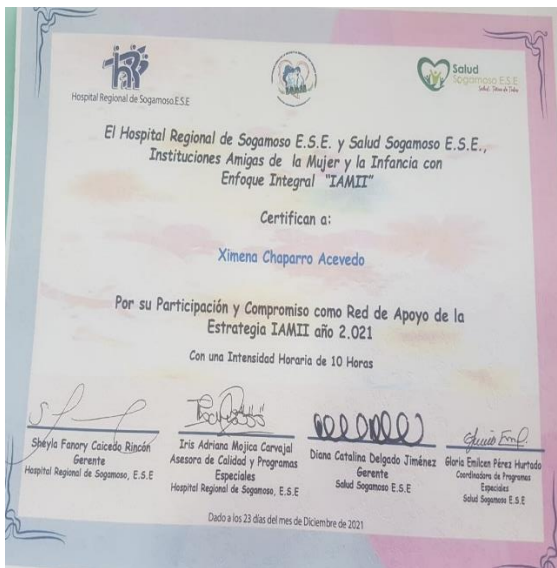 Hospital Regional de Sogamoso E.S.E
IAMII
Salud
Sogamoso E.S.E
El Hospital Regional de Sogamoso E.S.E. y Salud Sogamoso E.S.E.,
Instituciones Amigas de la Mujer y la Infancia con
Enfoque Integral "IAMII"
Certifican a:
Ximena Chaparro Acevedo
Por su Participación y Compromiso como Red de Apoyo de la
Estrategia IAMII año 2.021
Con una Intensidad Horaria de 10 Horas
Sheyla Fanory Caicedo Rincón
Gerente
Hospital Regional de Sogamoso, E.S.E
Iris Adriana Mojica Carvajal
Asesora de Calidad y Programas
Especiales
Hospital Regional de Sogamoso, E.S.E
Diana Catalina Delgado Jiménez
Gerente
Salud Sogamoso E.S.E
Gloria Emilcen Pérez Hurtado
Coordinadora de Programas
Especiales
Salud Sogamoso E.S.E
Dado a los 23 días del mes de Diciembre de 2021